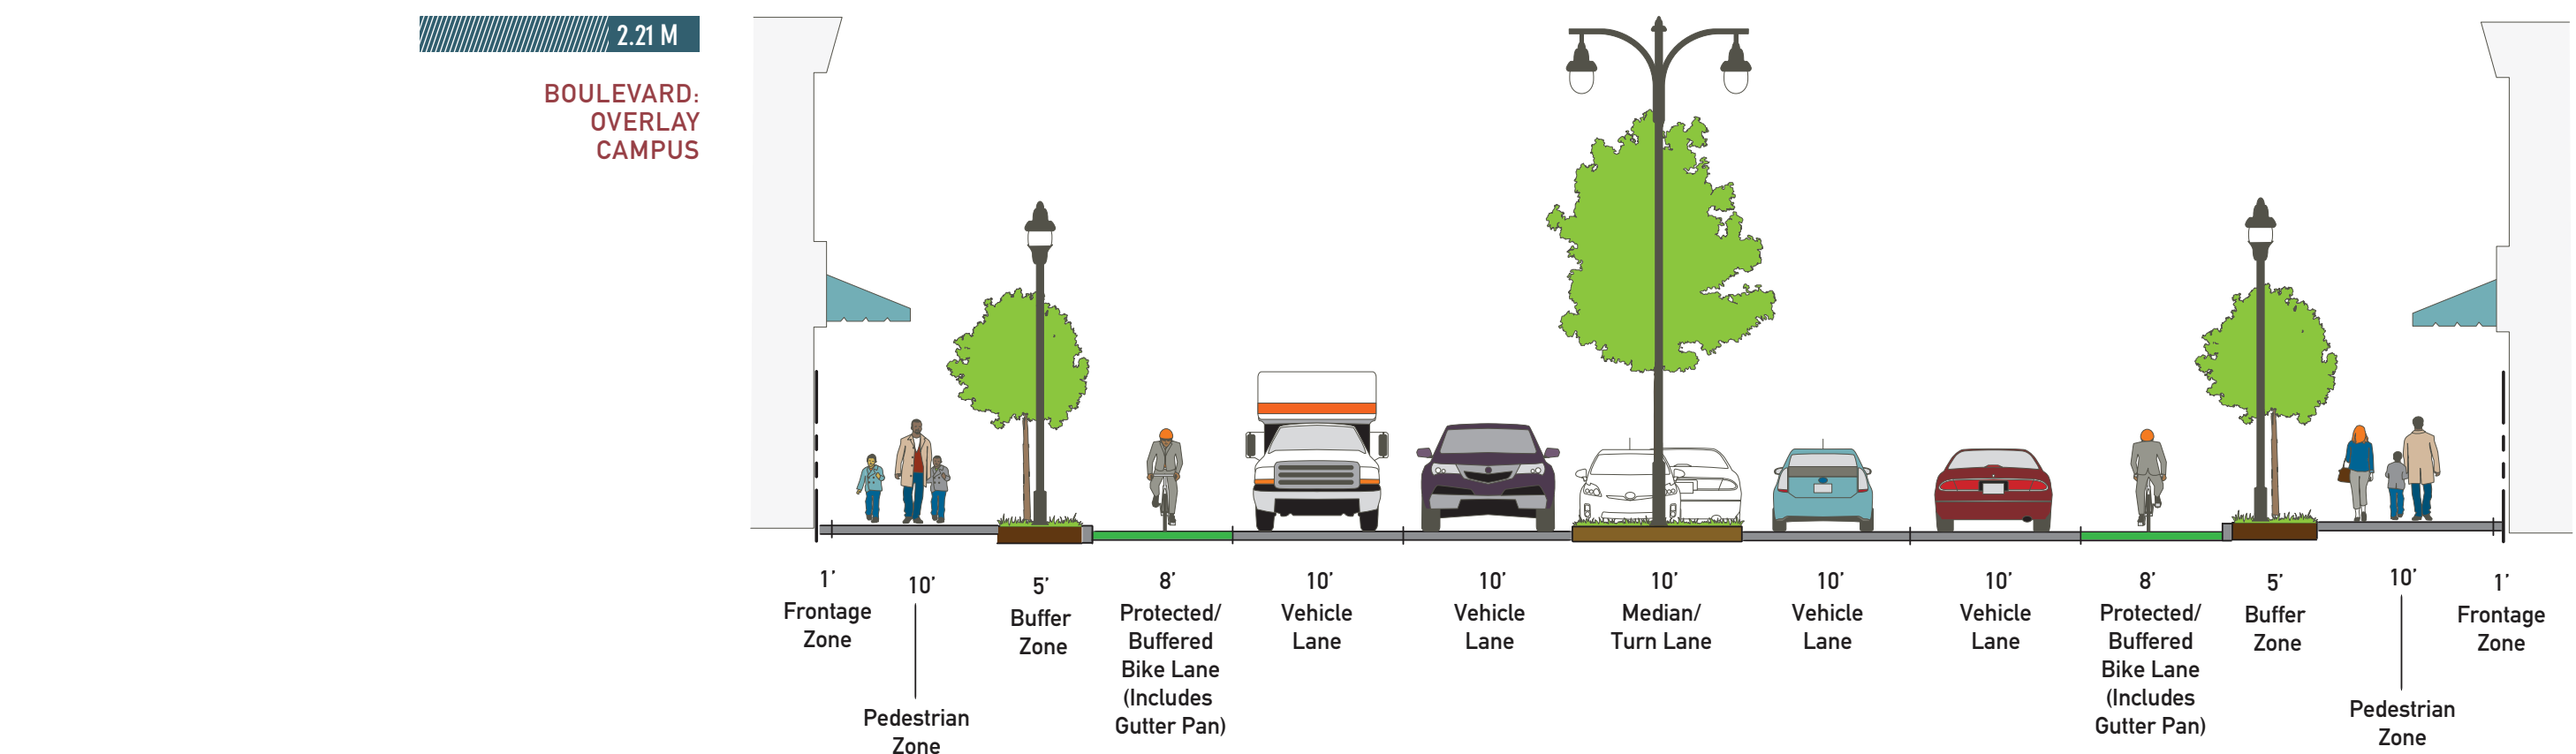 2.21 M
BOULEVARD:
OVERLAY
CAMPUS
1’
Frontage
Zone
10’
Pedestrian
Zone
5’
Buffer
Zone
8’
Protected/
Buffered
Bike Lane
(Includes
Gutter Pan)
10’
Vehicle
Lane
10’
Vehicle
Lane
10’
Median/
Turn Lane
10’
Vehicle
Lane
10’
Vehicle
Lane
8’
Protected/
Buffered
Bike Lane
(Includes
Gutter Pan)
5’
Buffer
Zone
10’
Pedestrian
Zone
1’
Frontage
Zone